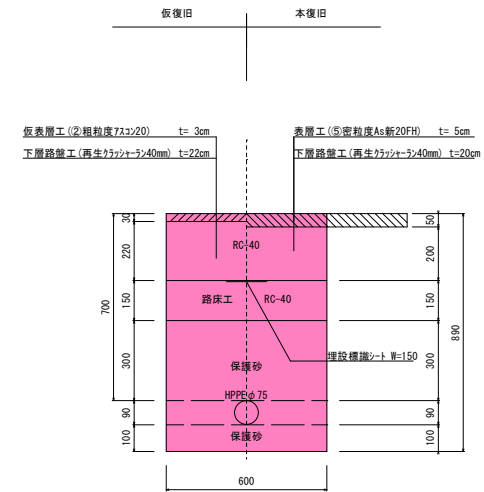 仮復旧
本復旧
仮表層工(②粗粒度アスコン20) t= 3cm
表層工(⑤密粒度As新20FH) t= 5cm
下層路盤工(再生クラッシャーラン40mm) t=22cm
下層路盤工(再生クラッシャーラン40mm) t=20cm
30
50
RC-40
220
200
700
150
路床工
RC-40
150
890
300
埋設標識シート W=150
300
保護砂
HPPEφ75
90
90
保護砂
100
100
600